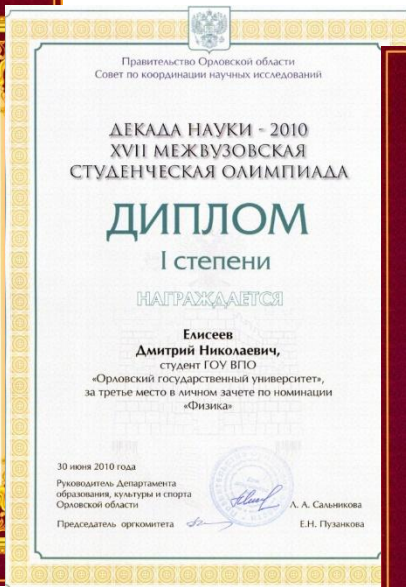 Правительство Орловской области
Совет по координации научных исследований
ДЕКАДА НАУКИ - 2010
XVII МЕЖВУЗОВСКАЯ
СТУДЕНЧЕСКАЯ ОЛИМПИАДА
ДИПЛОМ
I степени
НАГРАЖДАЕТСЯ
Елисеев
Дмитрий Николаевич,
студент ГОУ ВПО
«Орловский государственный университет»,
за третье место в личном зачете по номинации
«Физика»
30 июня 2010 года
Руководитель Департамента
образования, культуры и спорта
Орловской области
Л. А. Сальникова
Председатель оргкомитета
Е.Н. Пузанкова